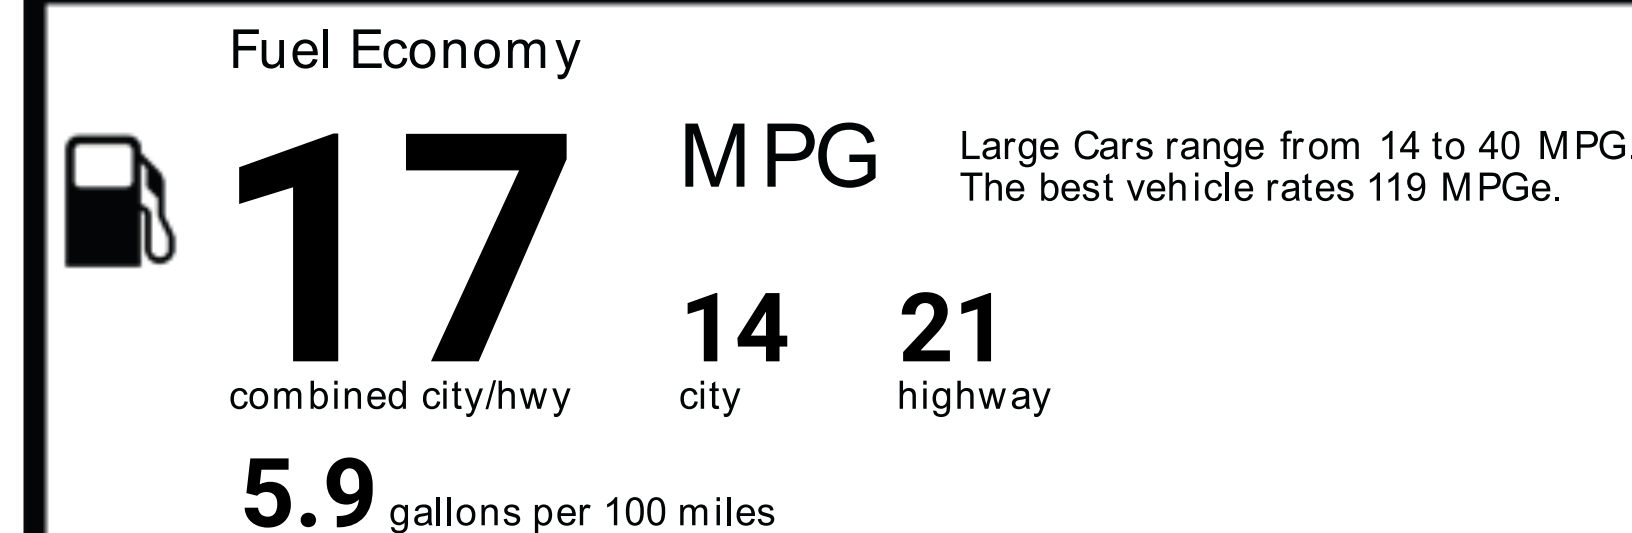 Fuel Economy
17 MPG
Large Cars range from 14 to 40 MPG.
The best vehicle rates 119 MPGe.
14 21
combined city/hwy city highway
5.9 gallons per 100 miles